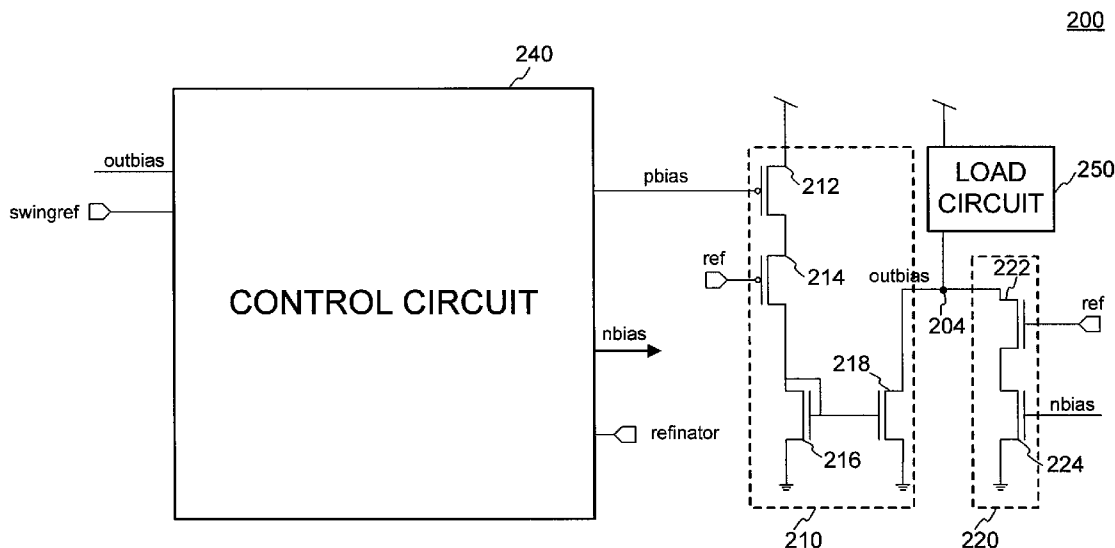 200
240
outbias
swingref
CONTROL CIRCUIT
pbias
nbias
refinator
212
ref
214
216
218
210
outbias
204
LOAD
CIRCUIT
250
222
ref
nbias
224
220